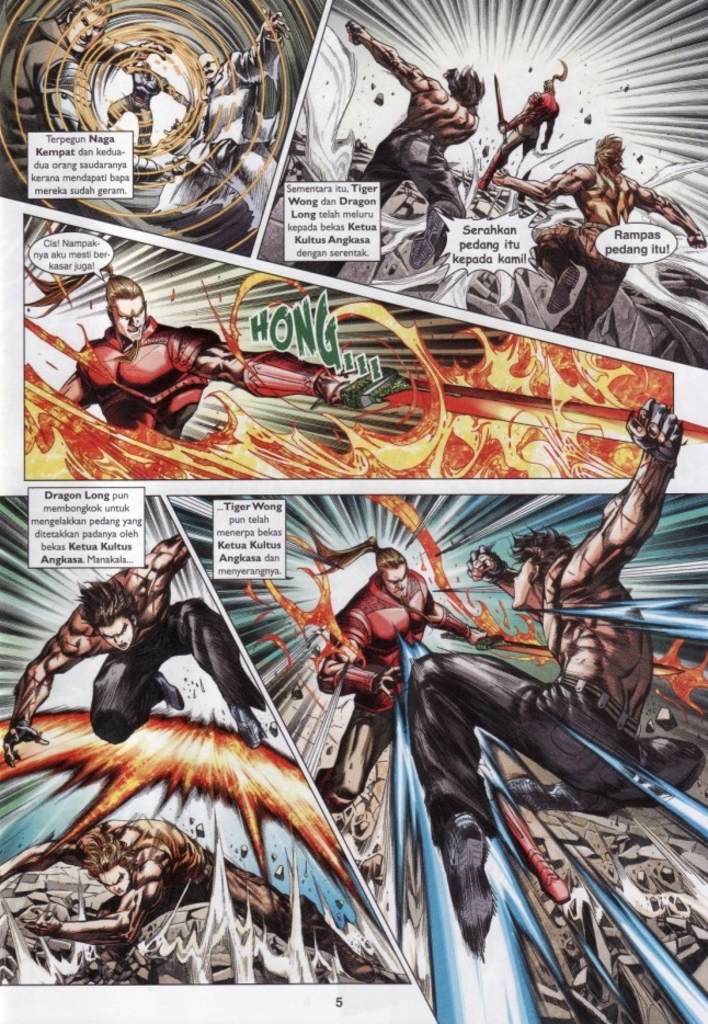 Terpegun Naga
Kempat dan kedua-
dua orang saudaranya
kerana mendapati bapa
mereka sudah geram.
Sementara itu, Tiger
Wong dan Dragon
Long telah meluru
kepada bekas Ketua
Kultus Angkasa
dengan serentak.
Serahkan
pedang itu
kepada kami!
Rampas
pedang itu!
Cis! Nampak-
nya aku mesti ber-
kasar juga!
HONG...
Dragon Long pun
membongkok untuk
mengelakkan pedang yang
ditetakkan padanya oleh
bekas Ketua Kultus
Angkasa. Manakala...
...Tiger Wong
pun telah
menerpa bekas
Ketua Kultus
Angkasa dan
menyerangnya.
5